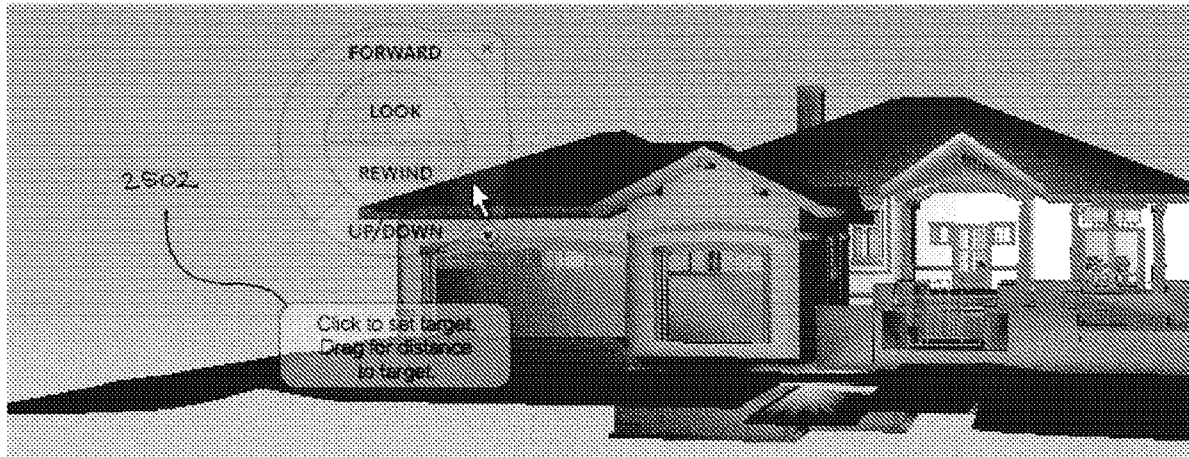 FORWARD
LOOK
2502
REWIND
UP/DOWN
Click to set target.
Drag for distance
to target.